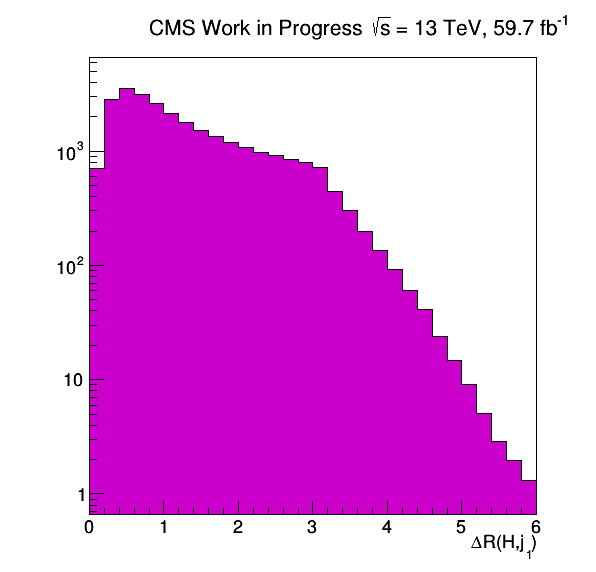 CMS Work in Progress √s = 13 TeV, 59.7 fb⁻¹
10³
10²
10
1
0 1 2 3 4 5 6
ΔR(H,j₁)